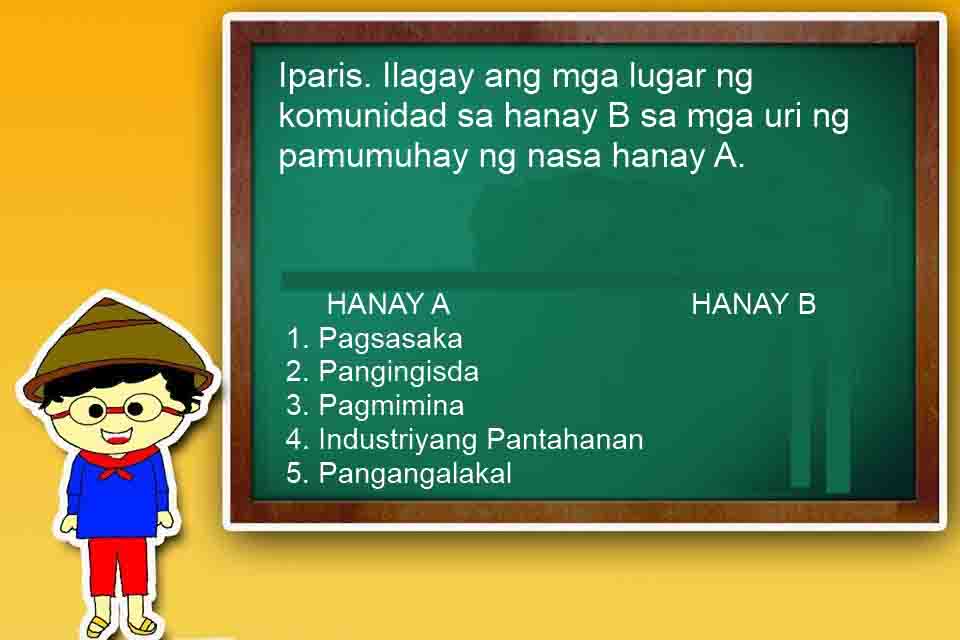 Iparis. Ilagay ang mga lugar ng
komunidad sa hanay B sa mga uri ng
pamumuhay ng nasa hanay A.
HANAY A HANAY B
1. Pagsasaka
2. Pangingisda
3. Pagmimina
4. Industriyang Pantahanan
5. Pangangalakal